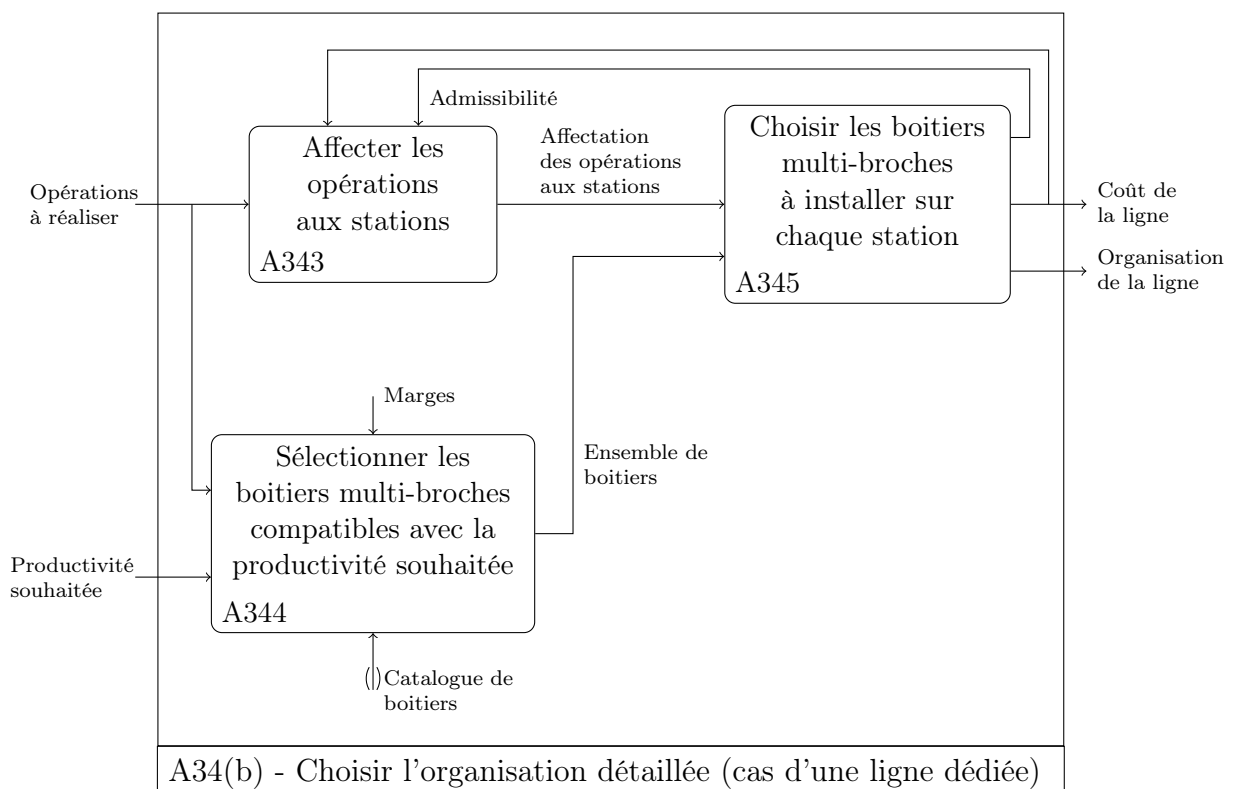 Admissibilité
Opérations
à réaliser
Affecter les
opérations
aux stations
A343
Affectation
des opérations
aux stations
Choisir les boitiers
multi-broches
à installer sur
chaque station
A345
Coût de
la ligne
Organisation
de la ligne
Marges
Ensemble de
boitiers
Sélectionner les
boitiers multi-broches
compatibles avec la
productivité souhaitée
A344
Productivité
souhaitée
Catalogue de
boitiers
A34(b) - Choisir l'organisation détaillée (cas d'une ligne dédiée)